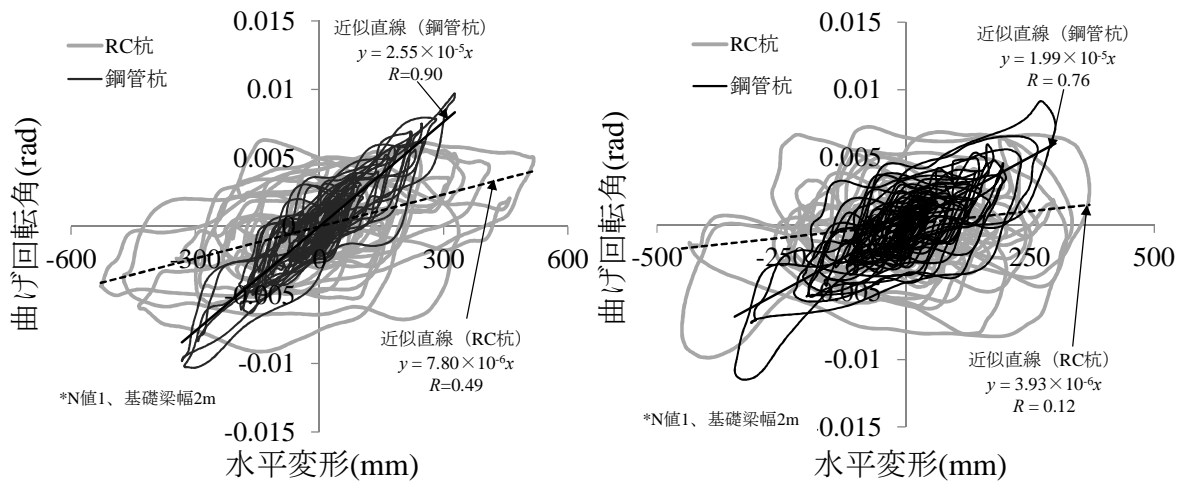 0.015
RC杭
鋼管杭
近似直線（鋼管杭）
y = 2.55×10-5x
R=0.90
0.01
0.005
0
-600
-300
0
300
600
0.005
-0.01
-0.015
近似直線（RC杭）
y = 7.80×10-6x
R=0.49
*N値1、基礎梁幅2m
曲げ回転角(rad)
水平変形(mm)
0.015
RC杭
鋼管杭
近似直線（鋼管杭）
y = 1.99×10-5x
R = 0.76
0.01
0.005
-500
-250
0
250
500
0.005
-0.01
0.015
近似直線（RC杭）
y = 3.93×10-6x
R = 0.12
*N値1、基礎梁幅2m
曲げ回転角(rad)
水平変形(mm)